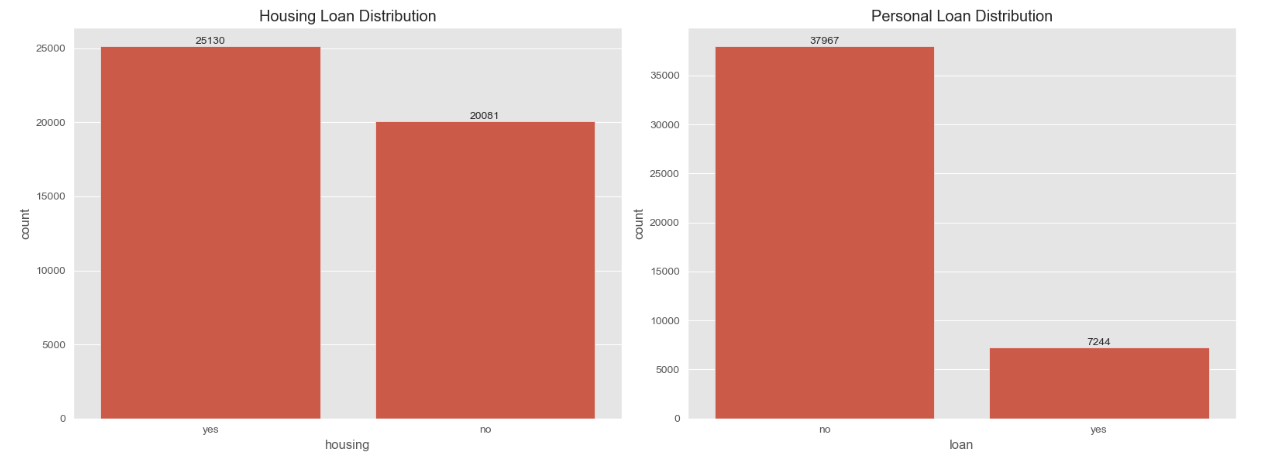 Housing Loan Distribution
25130
20081
25000
20000
15000
10000
5000
0
count
yes
no
housing
Personal Loan Distribution
37967
7244
35000
30000
25000
20000
15000
10000
5000
0
count
no
yes
loan